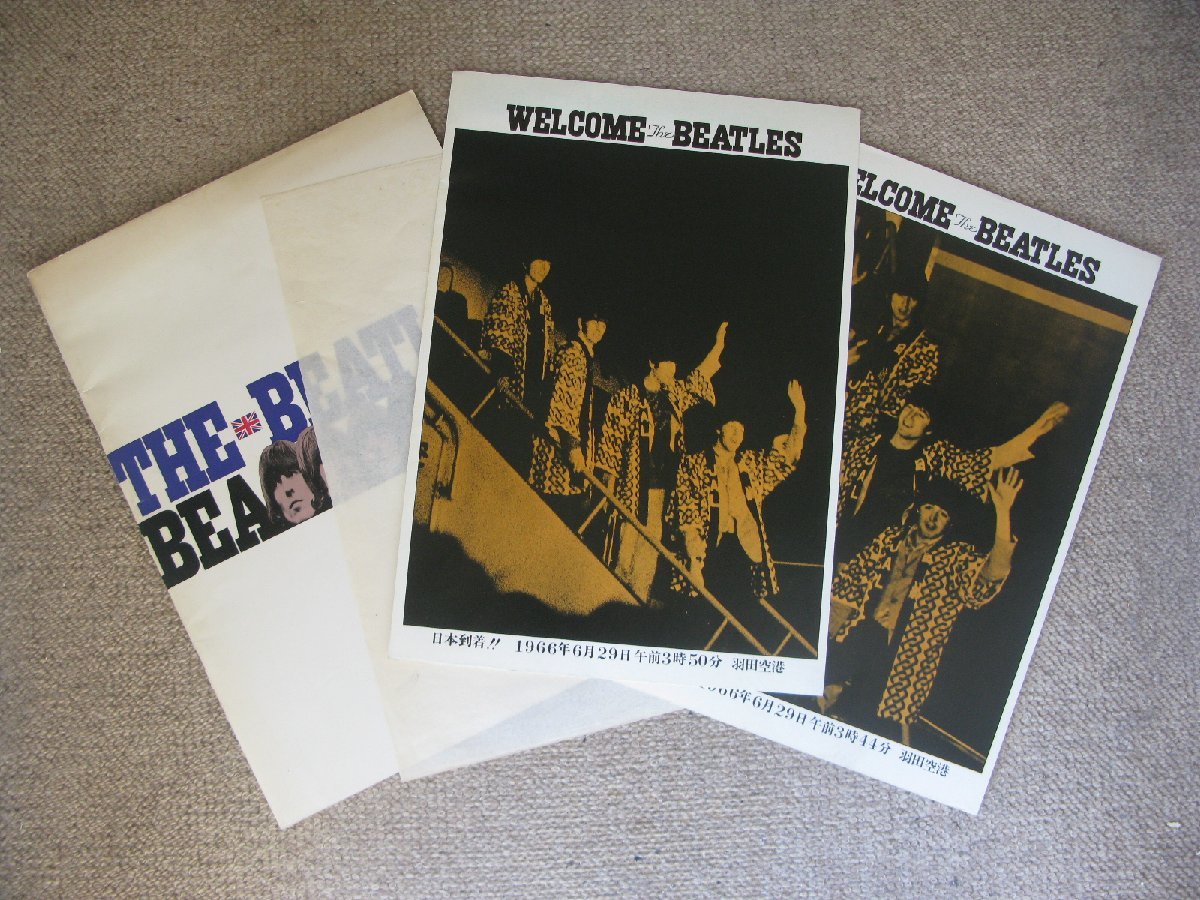 THE BEATL
BEA
WELCOME The BEATLES
日本到着!! 1966年6月29日午前3時50分 羽田空港
ELCOME The BEATLES
1966年6月29日午前3時44分 羽田空港